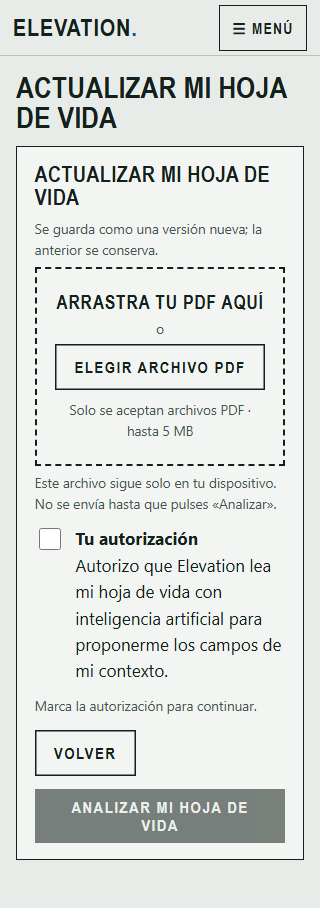 ELEVATION.
☰ MENÚ
ACTUALIZAR MI HOJA
DE VIDA
ACTUALIZAR MI HOJA DE
VIDA
Se guarda como una versión nueva; la
anterior se conserva.
ARRASTRA TU PDF AQUÍ
o
ELEGIR ARCHIVO PDF
Solo se aceptan archivos PDF ·
hasta 5 MB
Este archivo sigue solo en tu dispositivo.
No se envía hasta que pulses «Analizar».
Tu autorización
Autorizo que Elevation lea
mi hoja de vida con
inteligencia artificial para
proponerme los campos de
mi contexto.
Marca la autorización para continuar.
VOLVER
ANALIZAR MI HOJA DE
VIDA